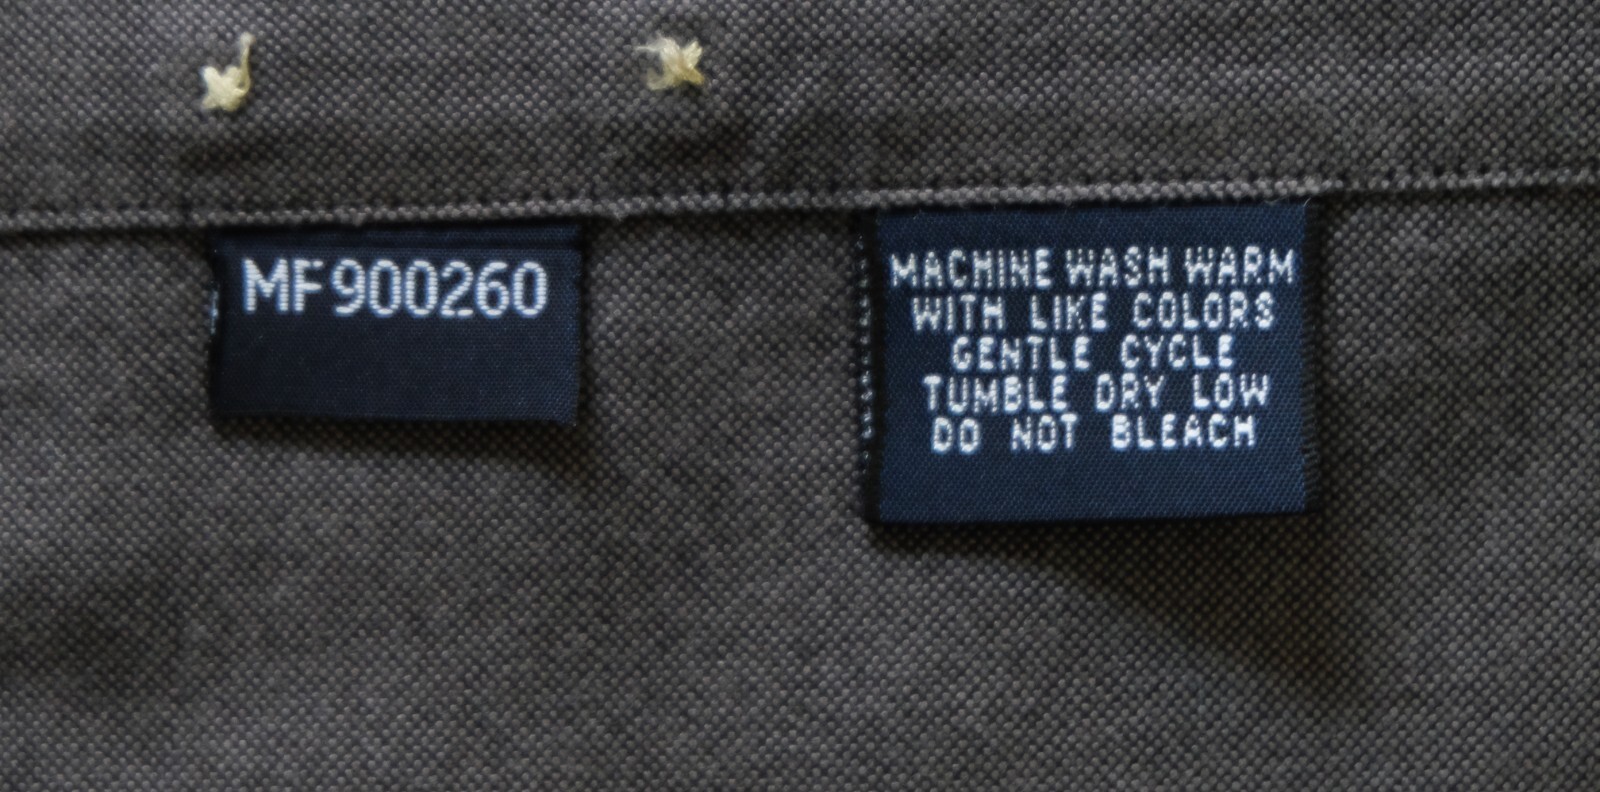 MF900260
MACHINE WASH WARM
WITH LIKE COLORS
GENTLE CYCLE
TUMBLE DRY LOW
DO NOT BLEACH